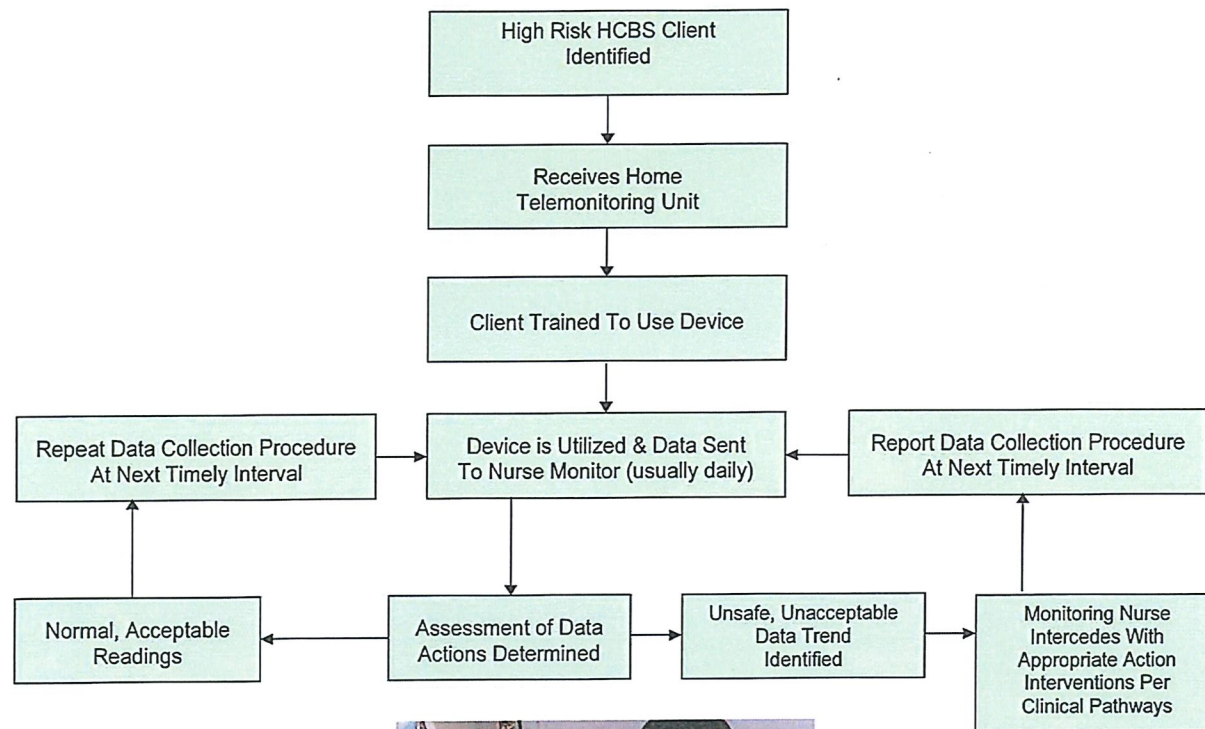 High Risk HCBS Client
Identified
Receives Home
Telemonitoring Unit
Client Trained To Use Device
Repeat Data Collection Procedure
At Next Timely Interval
Device is Utilized & Data Sent
To Nurse Monitor (usually daily)
Report Data Collection Procedure
At Next Timely Interval
Normal, Acceptable
Readings
Assessment of Data
Actions Determined
Unsafe, Unacceptable
Data Trend
Identified
Monitoring Nurse
Intercedes With
Appropriate Action
Interventions Per
Clinical Pathways